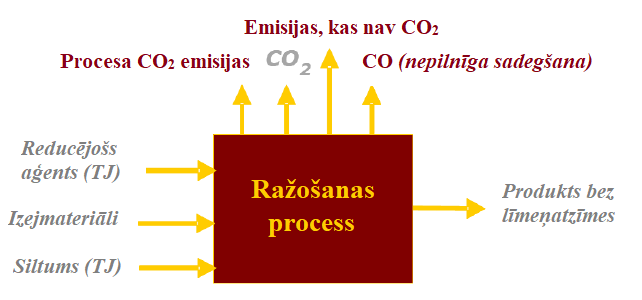 Emisijas, kas nav CO₂
Procesa CO₂ emisijas
CO₂
CO (nepilnīga sadegšana)
Reducējošs
aģents (TJ)
Izejmateriāli
Siltums (TJ)
Ražošanas
process
Produkts bez
līmeņatzīmes